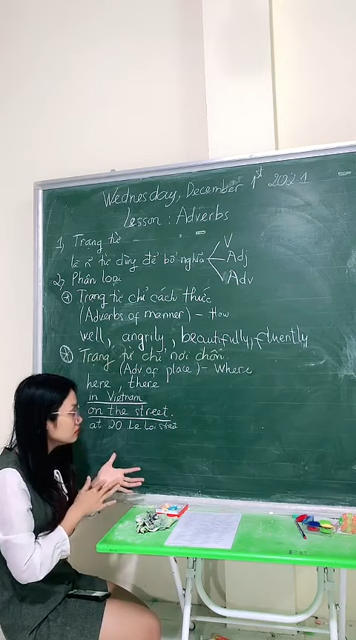 Wednesday, December 1st 2021
Lesson: Adverbs
1, Trạng từ
là n~ từ dùng để bổ nghĩa V
Adj
Adv
2, Phân loại
* Trạng từ chỉ cách thức
(Adverbs of manner) - How
well, angrily, beautifully, fluently
* Trạng từ chỉ nơi chốn
(Adv of place) - Where
here, there
in Việtnam
on the street.
at 20 Le Loi street